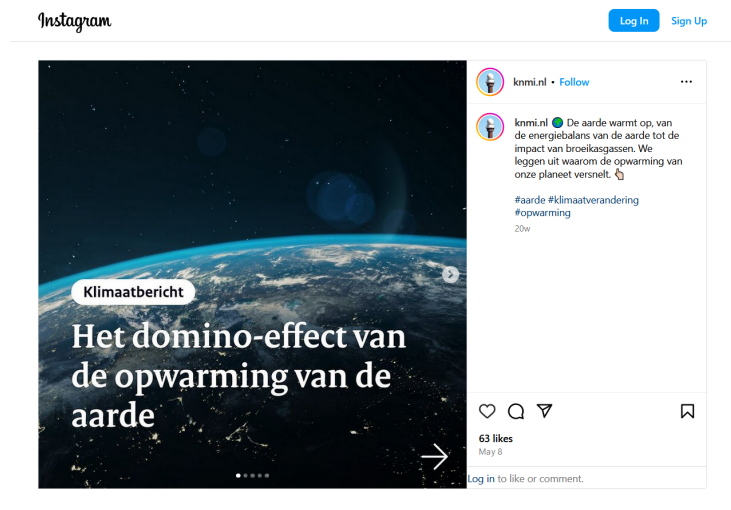 Instagram
Log In
Sign Up
knmi.nl • Follow
knmi.nl 🌍 De aarde warmt op, van
de energiebalans van de aarde tot de
impact van broeikasgassen. We
leggen uit waarom de opwarming van
onze planeet versnelt. 👆🏻
#aarde #klimaatverandering
#opwarming
20w
Klimaatbericht
Het domino-effect van
de opwarming van de
aarde
63 likes
May 8
Log in to like or comment.